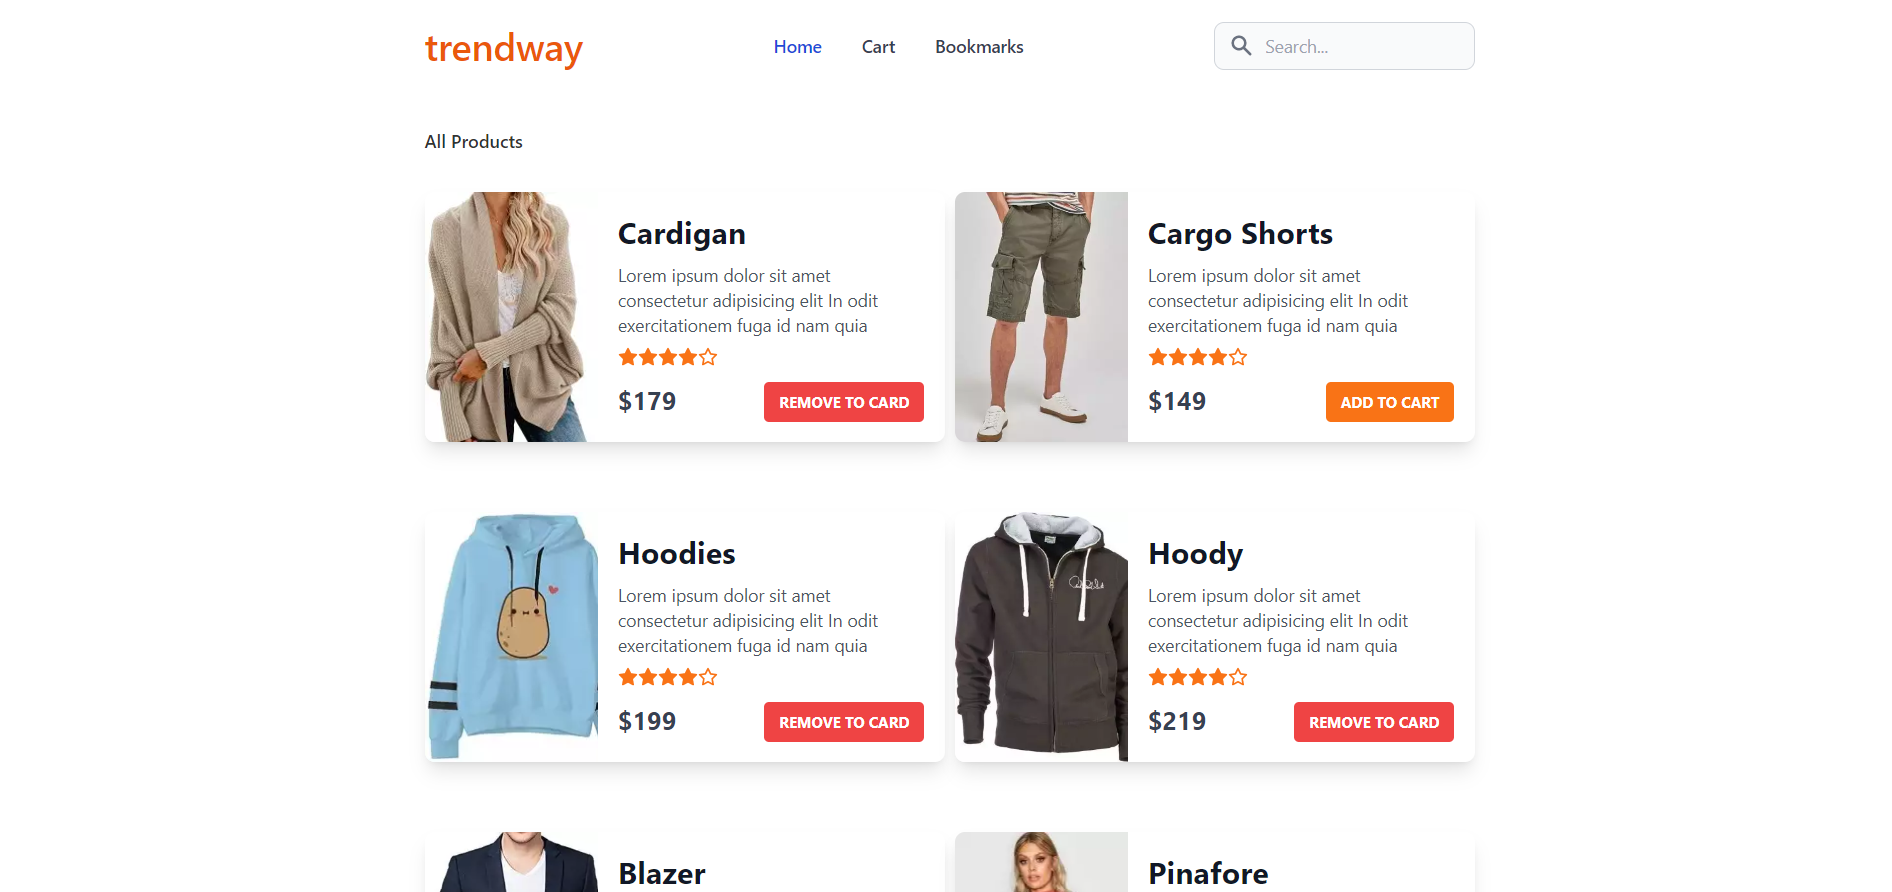 trendway
Home
Cart
Bookmarks
Search...
All Products
Cardigan
Lorem ipsum dolor sit amet
consectetur adipisicing elit In odit
exercitationem fuga id nam quia
$179
REMOVE TO CARD
Cargo Shorts
Lorem ipsum dolor sit amet
consectetur adipisicing elit In odit
exercitationem fuga id nam quia
$149
ADD TO CART
Hoodies
Lorem ipsum dolor sit amet
consectetur adipisicing elit In odit
exercitationem fuga id nam quia
$199
REMOVE TO CARD
Hoody
Lorem ipsum dolor sit amet
consectetur adipisicing elit In odit
exercitationem fuga id nam quia
$219
REMOVE TO CARD
Blazer
Pinafore